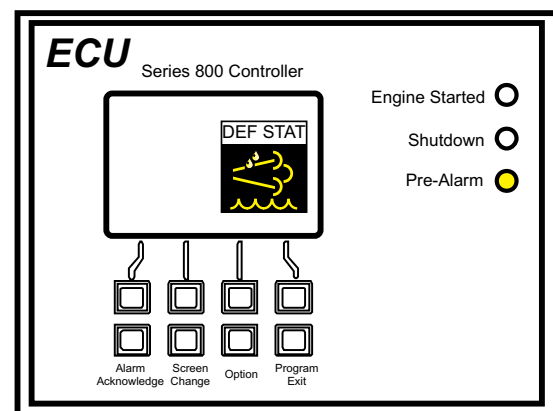 ECU
Series 800 Controller
Engine Started
DEF STAT
Shutdown
Pre-Alarm
Alarm
Acknowledge
Screen
Change
Option
Program
Exit